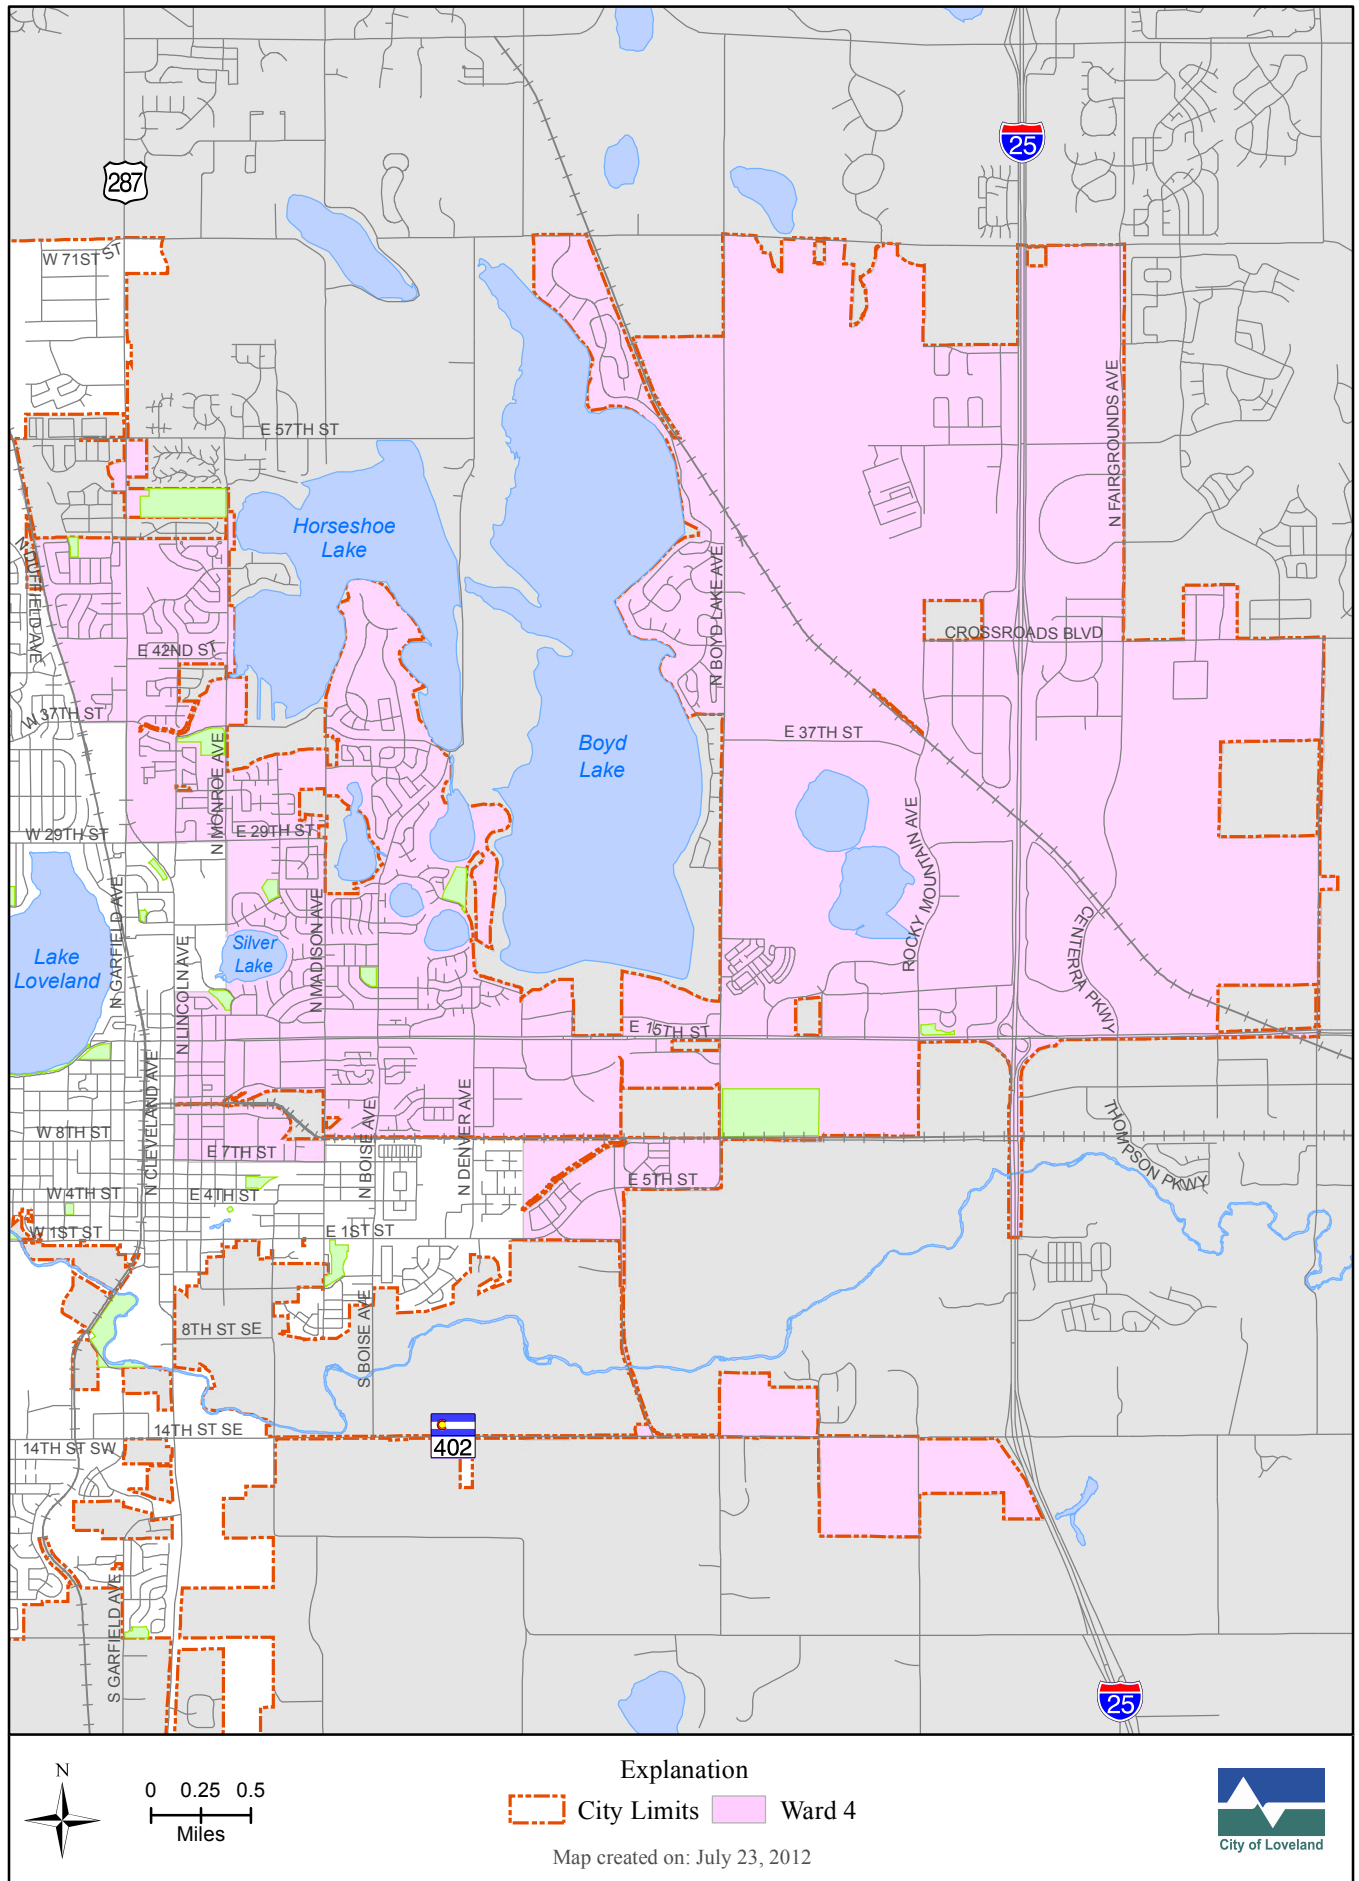 25
287
W 71ST ST
E 57TH ST
N FAIRGROUNDS AVE
Horseshoe
Lake
N DUFFIELD AVE
N BOYD LAKE AVE
CROSSROADS BLVD
E 42ND ST
W 37TH ST
E 37TH ST
Boyd
Lake
N MONROE AVE
ROCKY MOUNTAIN AVE
W 29TH ST
E 29TH ST
N GARFIELD AVE
N MADISON AVE
CENTERRA PKWY
Silver
Lake
Lake
Loveland
N LINCOLN AVE
E 15TH ST
N CLEVELAND AVE
N BOISE AVE
N DENVER AVE
THOMPSON PKWY
W 8TH ST
E 7TH ST
E 5TH ST
W 4TH ST
E 4TH ST
W 1ST ST
E 1ST ST
8TH ST SE
S BOISE AVE
14TH ST SE
14TH ST SW
402
S GARFIELD AVE
25
N
0 0.25 0.5
Miles
Explanation
City Limits
Ward 4
Map created on: July 23, 2012
City of Loveland